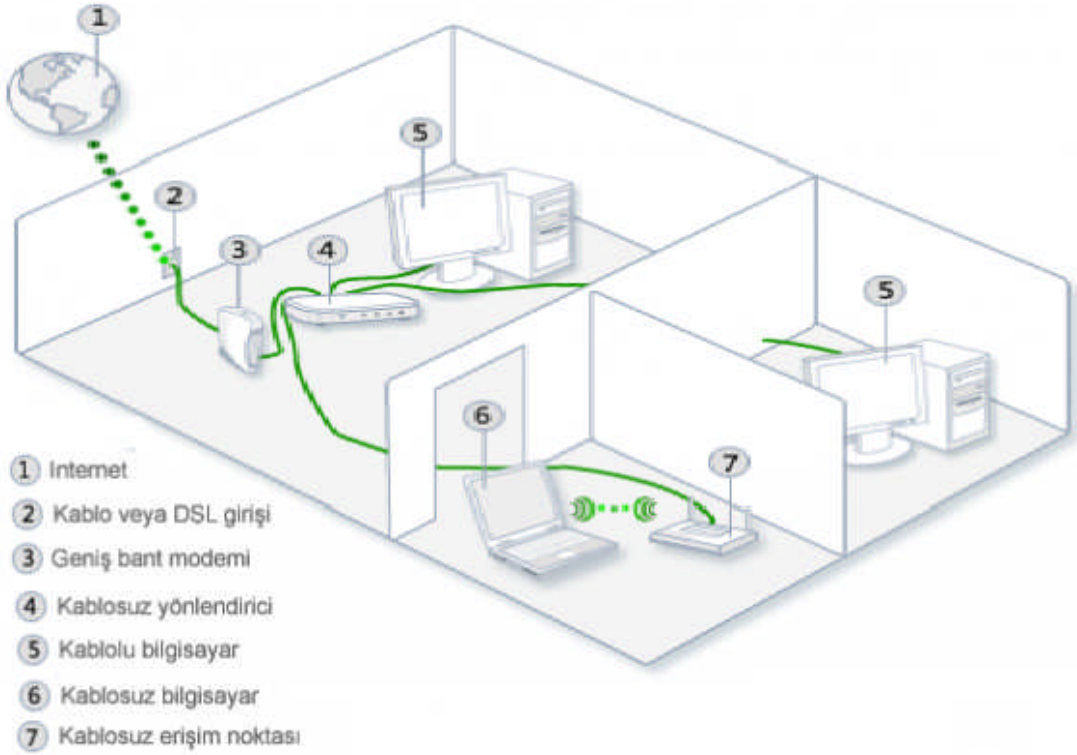 1
2
3
4
5
5
6
7
1 Internet
2 Kablo veya DSL girişi
3 Geniş bant modemi
4 Kablosuz yönlendirici
5 Kablolu bilgisayar
6 Kablosuz bilgisayar
7 Kablosuz erişim noktası